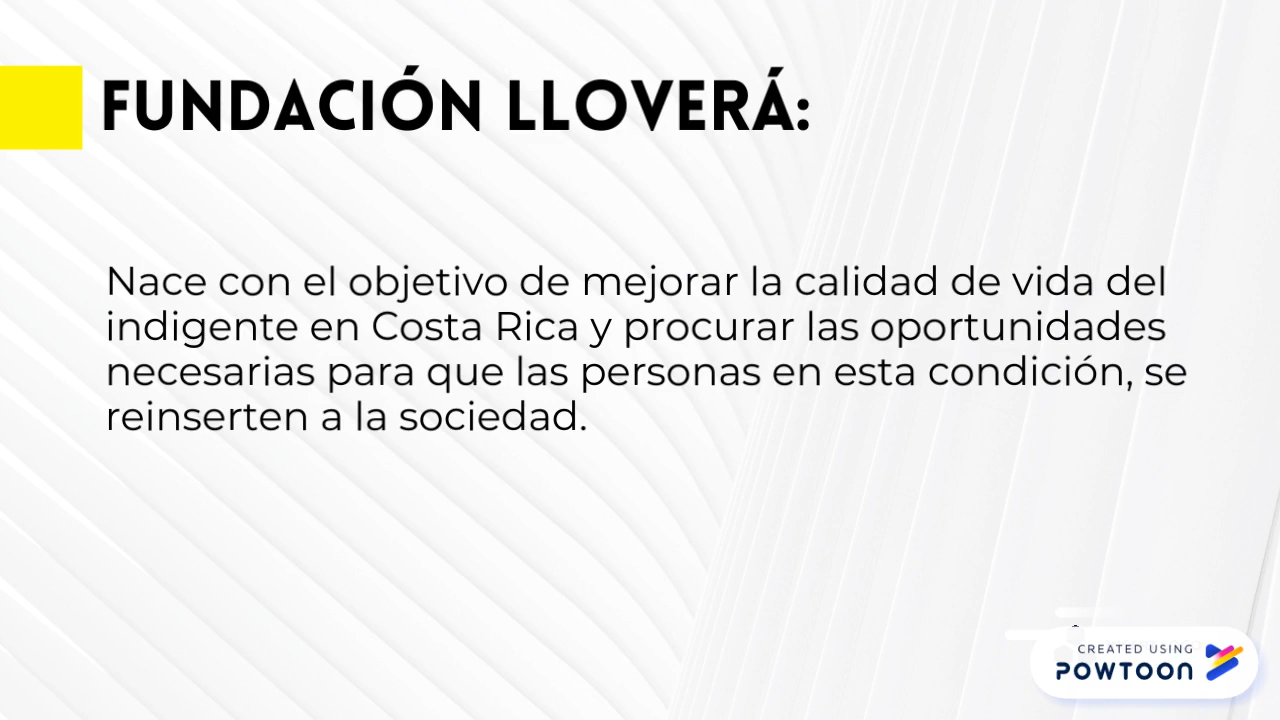 FUNDACIÓN LLOVERÁ:
Nace con el objetivo de mejorar la calidad de vida del
indigente en Costa Rica y procurar las oportunidades
necesarias para que las personas en esta condición, se
reinserten a la sociedad.
CREATED USING
POWTOON